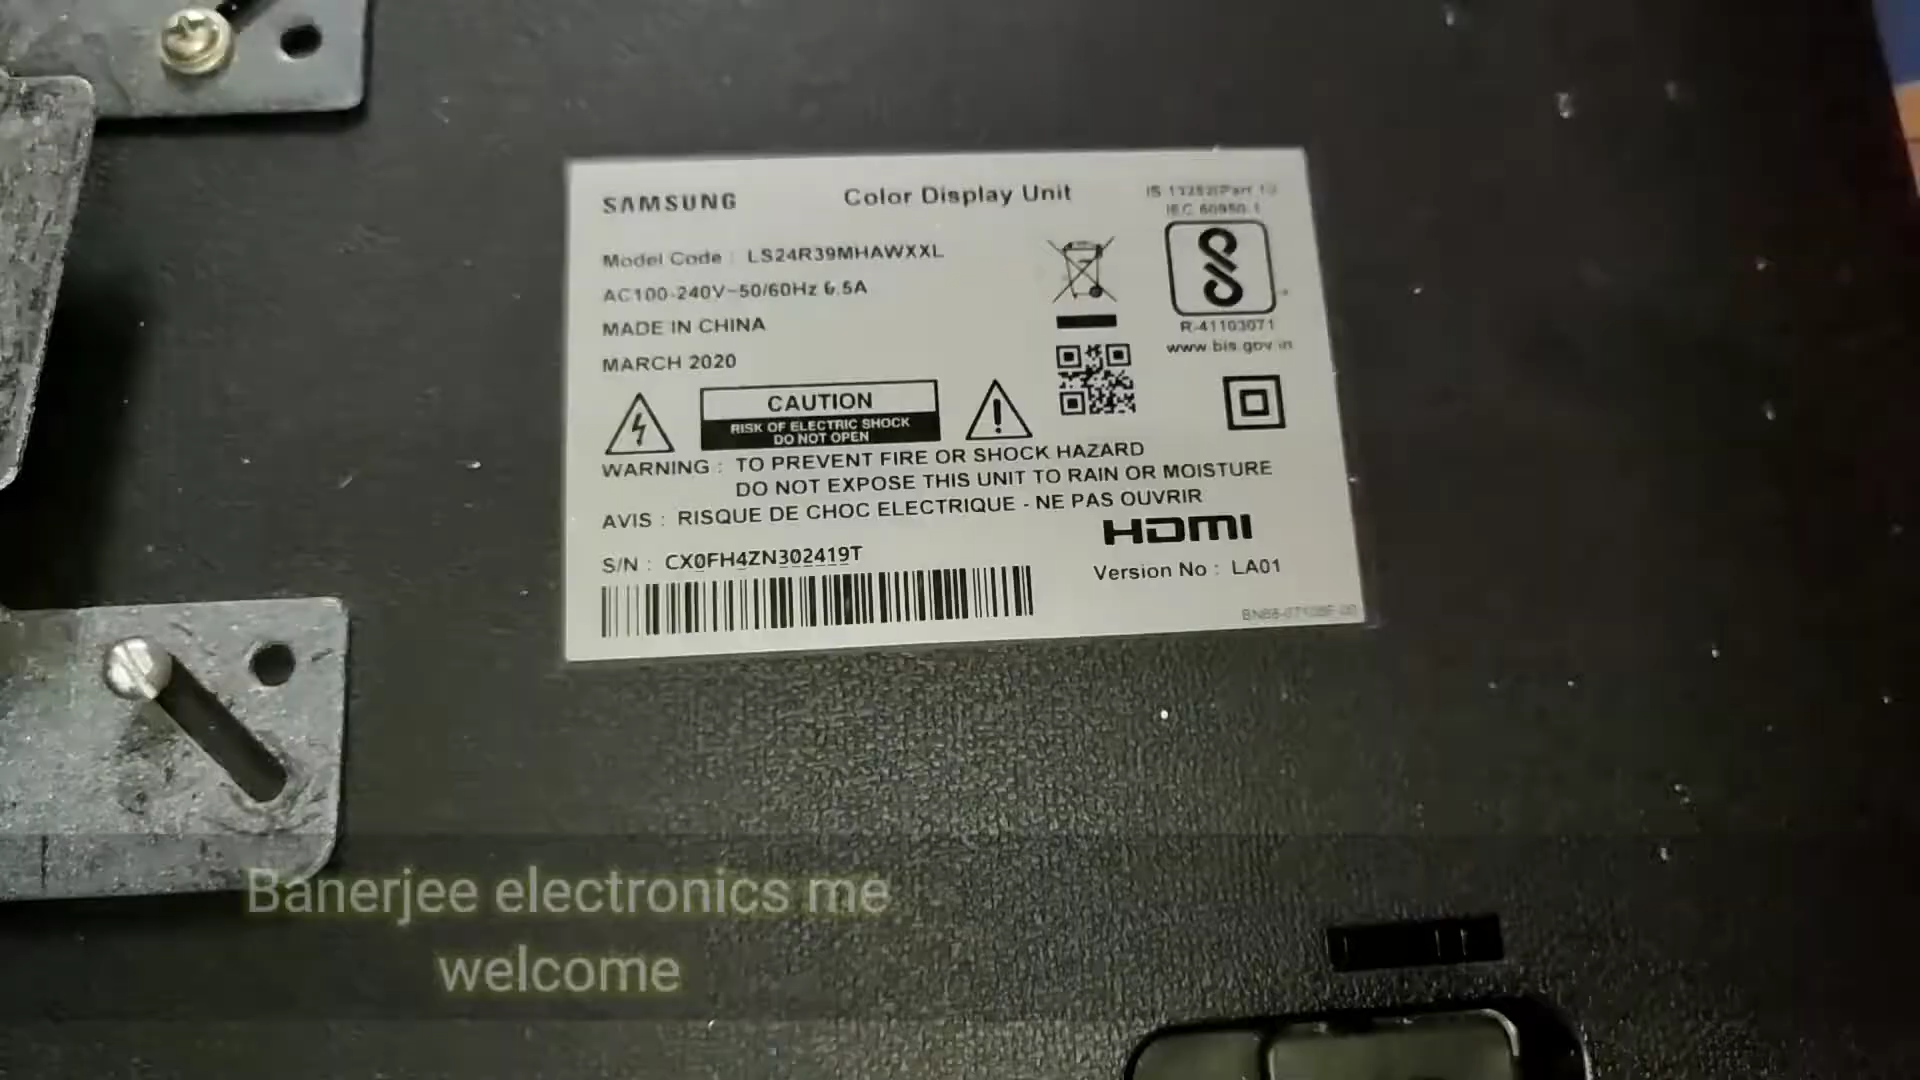 SAMSUNG
Color Display Unit
Model Code : LS24R39MHAWXXL
AC100-240V~50/60Hz
MADE IN CHINA
MARCH 2020
R-41103071
www.bis.gov.in
CAUTION
RISK OF ELECTRIC SHOCK
DO NOT OPEN
WARNING : TO PREVENT FIRE OR SHOCK HAZARD
DO NOT EXPOSE THIS UNIT TO RAIN OR MOISTURE
AVIS : RISQUE DE CHOC ELECTRIQUE - NE PAS OUVRIR
HDMI
S/N : CX0FH4ZN302419T
Version No : LA01
Banerjee electronics me
welcome